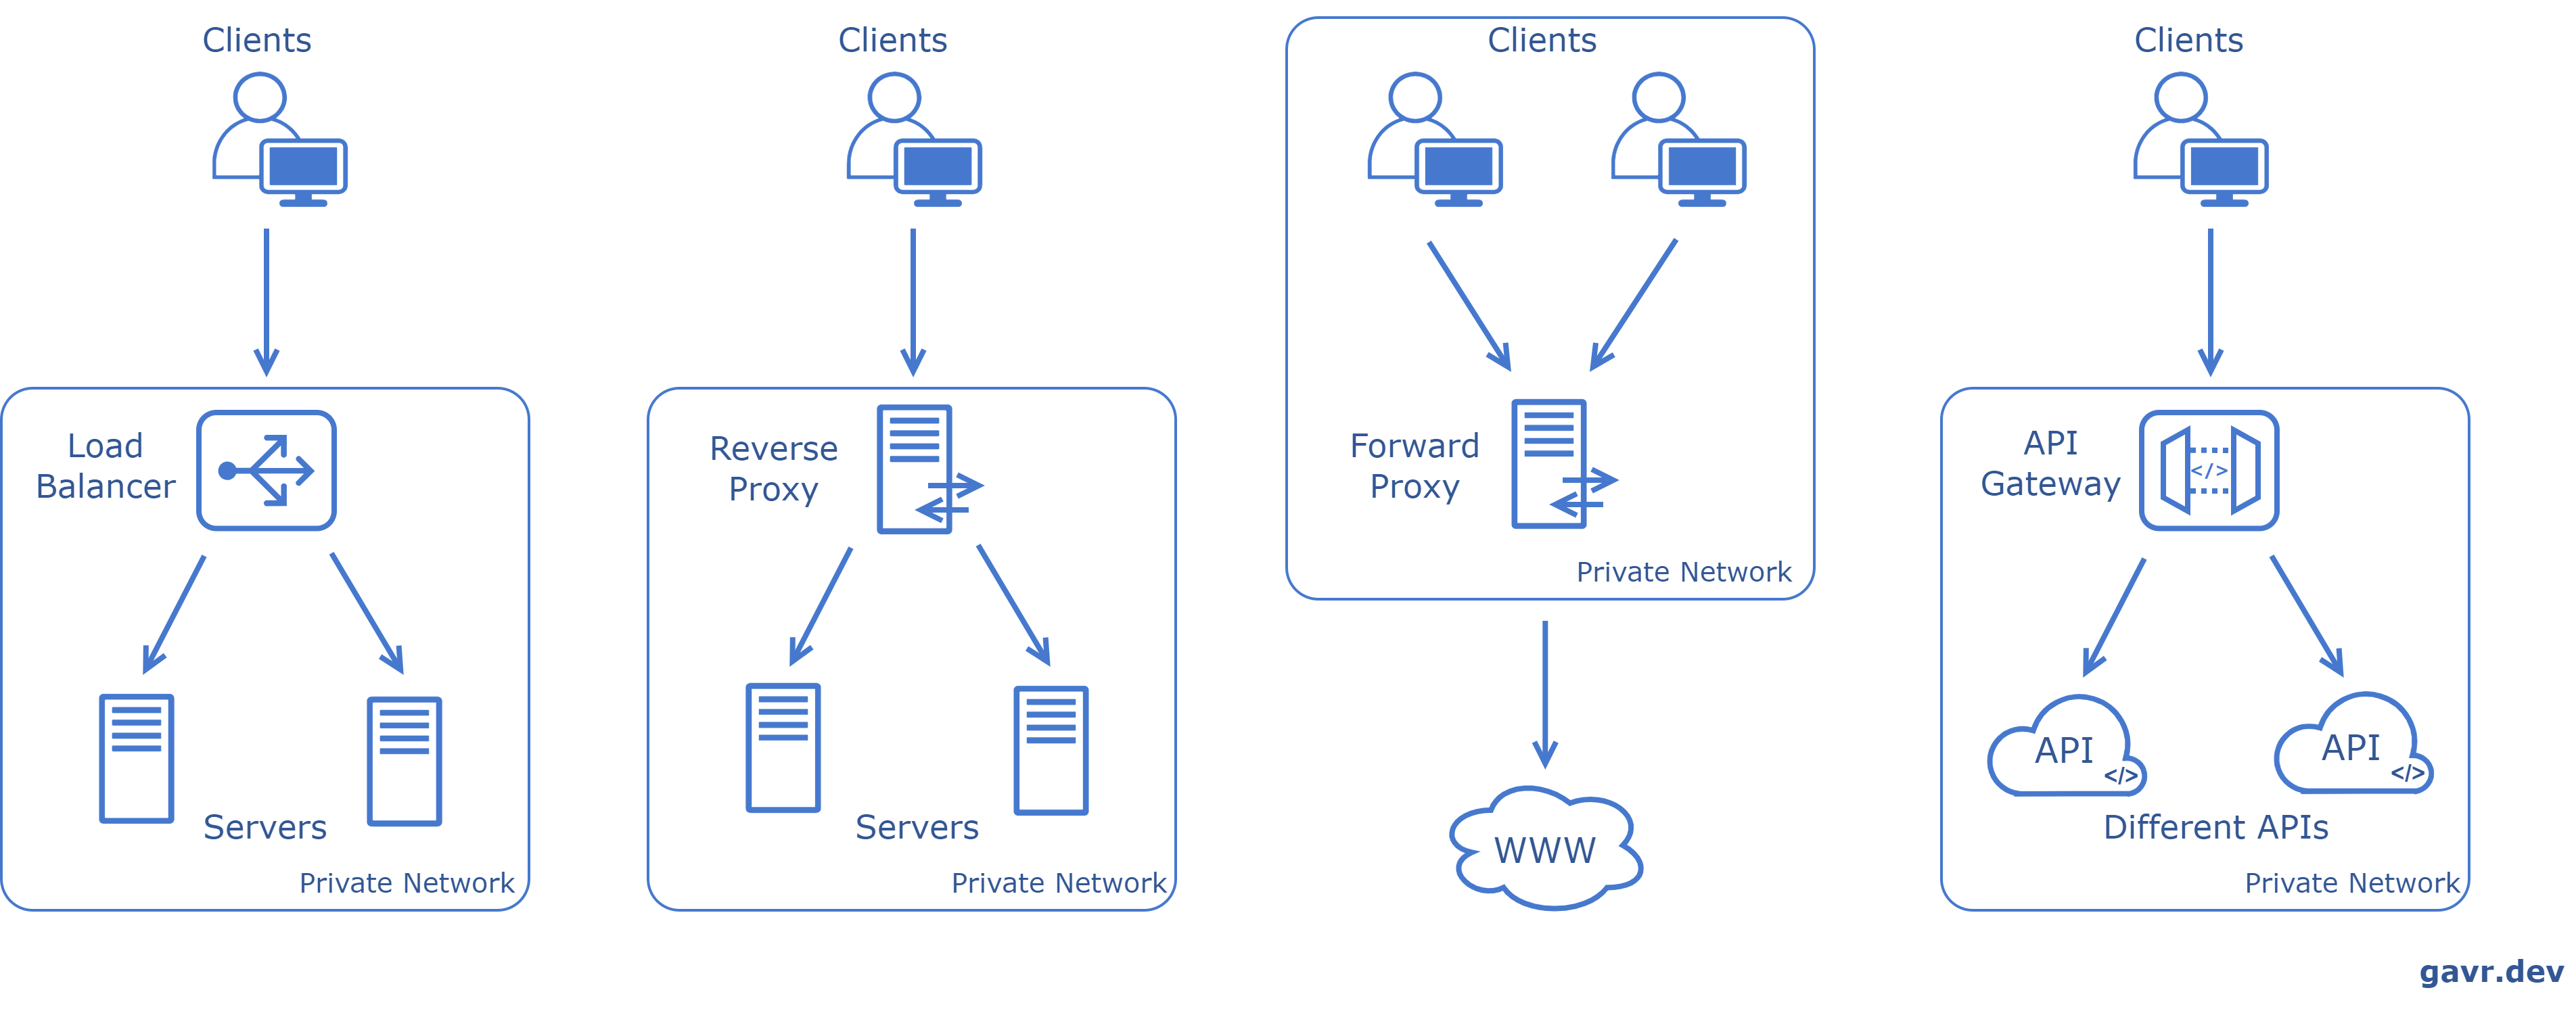 Clients
Load
Balancer
Servers
Private Network
Clients
Reverse
Proxy
Servers
Private Network
Clients
Forward
Proxy
Private Network
WWW
Clients
API
Gateway
</>
API
</>
API
</>
Different APIs
Private Network
gavr.dev